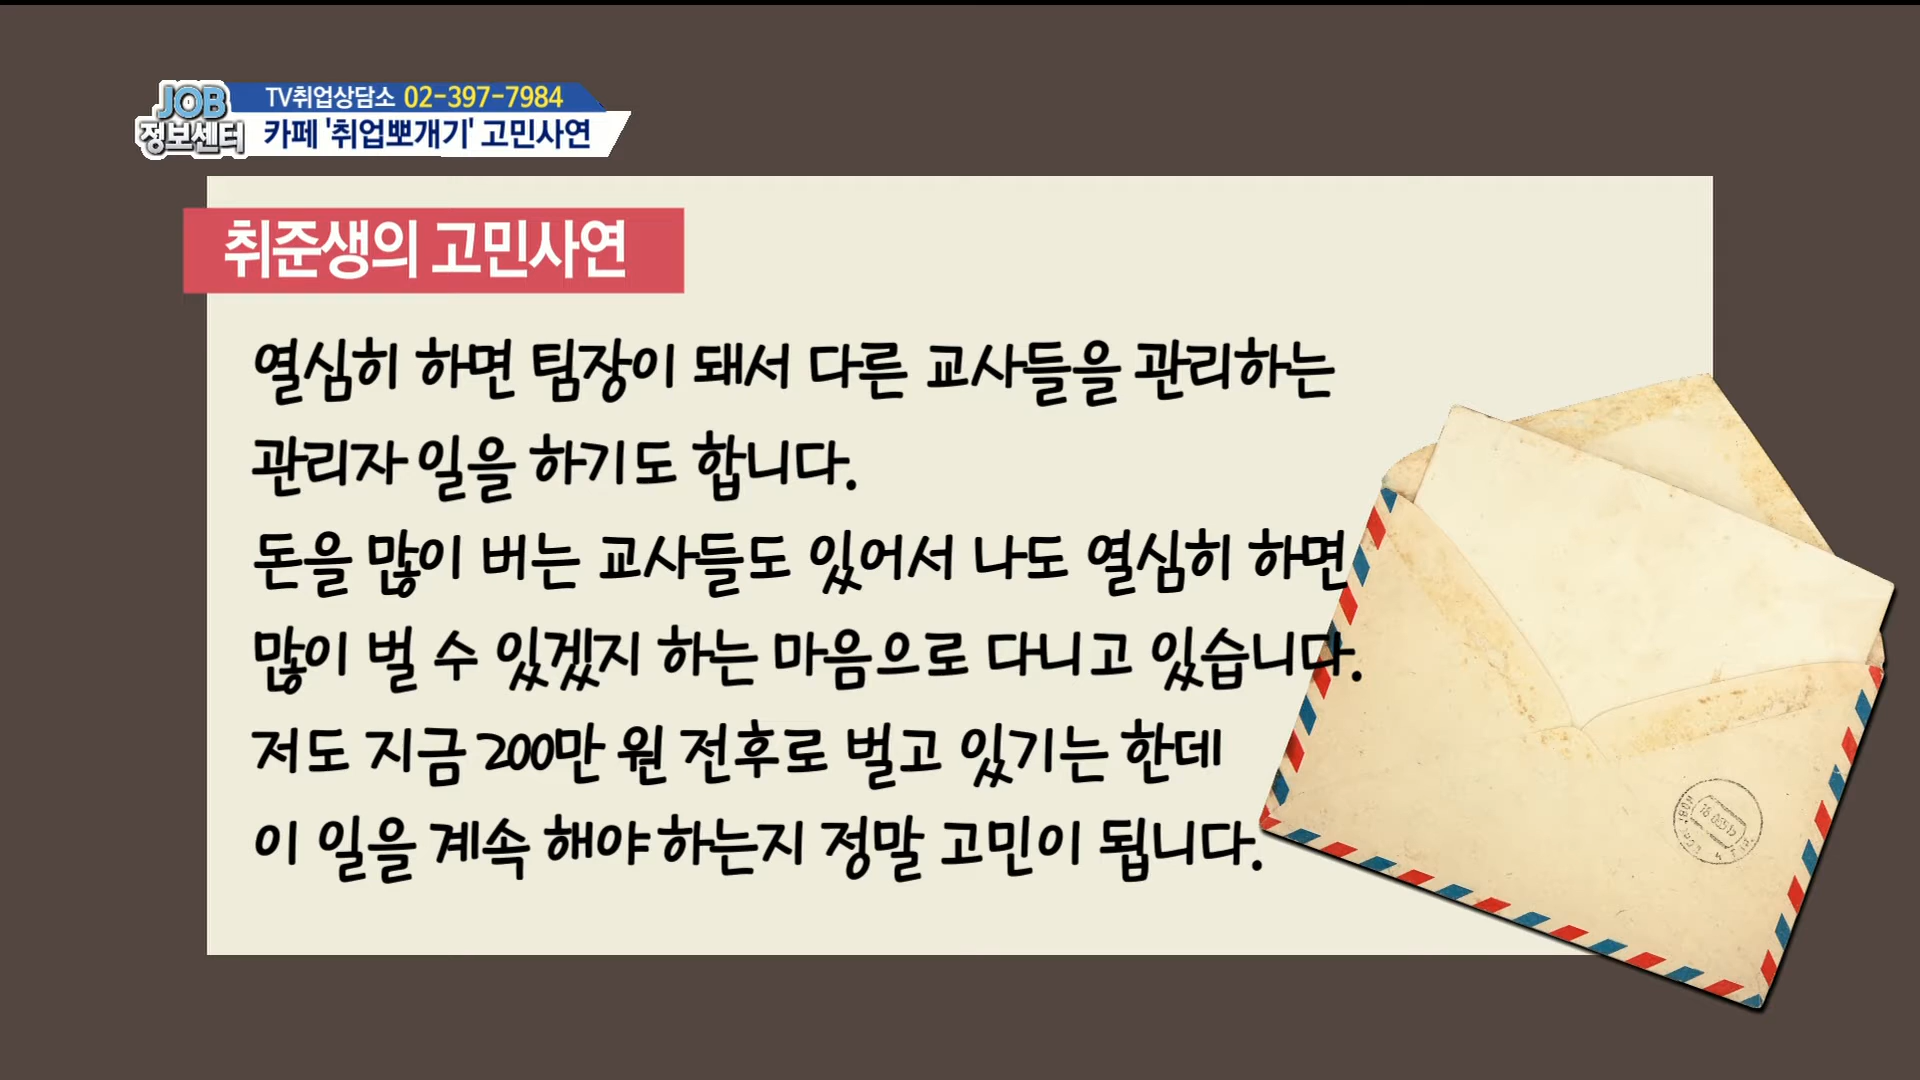 JOB
정보센터
TV취업상담소 02-397-7984
카페 '취업뽀개기' 고민사연
취준생의 고민사연
열심히 하면 팀장이 돼서 다른 교사들을 관리하는
관리자 일을 하기도 합니다.
돈을 많이 버는 교사들도 있어서 나도 열심히 하면
많이 벌 수 있겠지 하는 마음으로 다니고 있습니다.
저도 지금 200만 원 전후로 벌고 있기는 한데
이 일을 계속 해야 하는지 정말 고민이 됩니다.